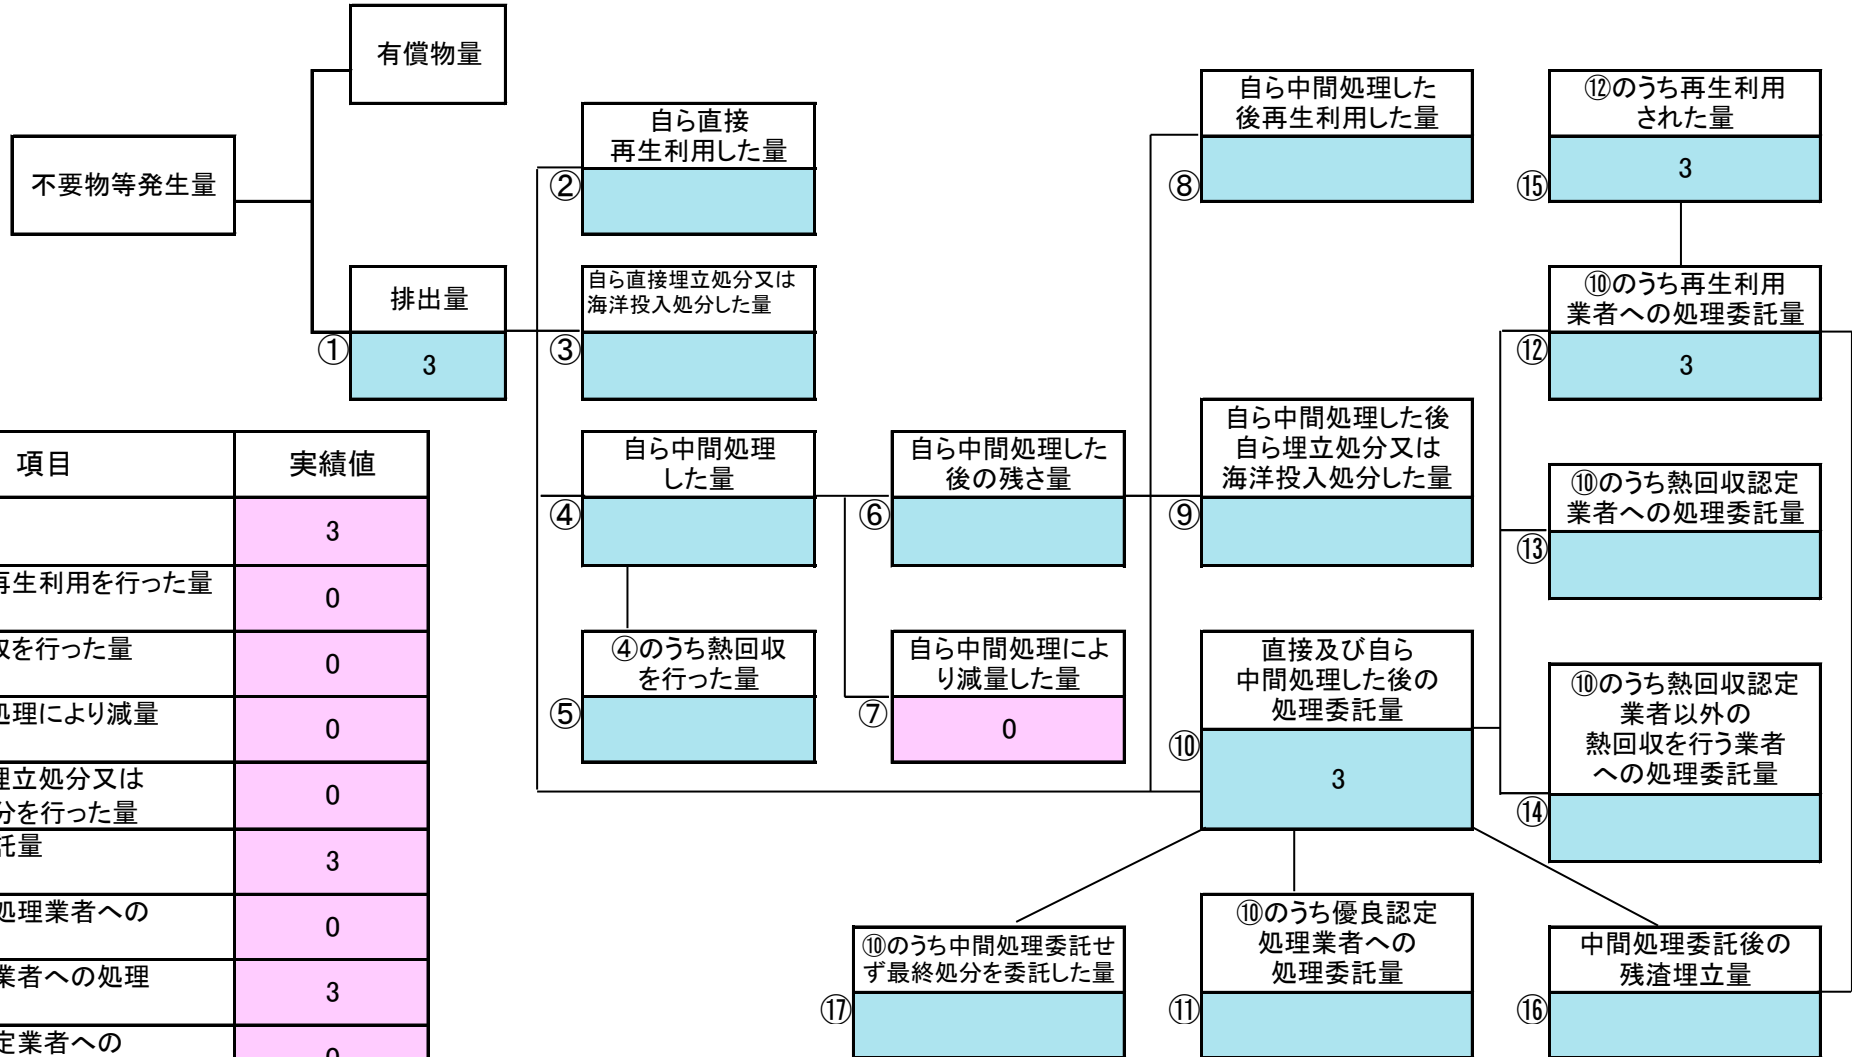 有償物量
不要物等発生量
排出量
①
3
自ら直接
再生利用した量
②
自ら直接埋立処分又は
海洋投入処分した量
③
自ら中間処理
した量
④
④のうち熱回収
を行った量
⑤
自ら中間処理した
後の残さ量
⑥
自ら中間処理によ
り減量した量
⑦
0
自ら中間処理した
後再生利用した量
⑧
自ら中間処理した後
自ら埋立処分又は
海洋投入処分した量
⑨
直接及び自ら
中間処理した後の
処理委託量
⑩
3
⑫のうち再生利用
された量
⑮
3
⑩のうち再生利用
業者への処理委託量
⑫
3
⑩のうち熱回収認定
業者への処理委託量
⑬
⑩のうち熱回収認定
業者以外の
熱回収を行う業者
への処理委託量
⑭
⑩のうち中間処理委託せ
ず最終処分を委託した量
⑰
⑩のうち優良認定
処理業者への
処理委託量
⑪
中間処理委託後の
残渣埋立量
⑯
項目 実績値
3
再生利用を行った量 0
を行った量 0
処理により減量 0
埋立処分又は
分を行った量 0
託量 3
処理業者への 0
業者への処理 3
定業者への 0